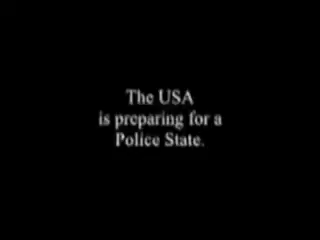 The USA
is preparing for a
Police State.